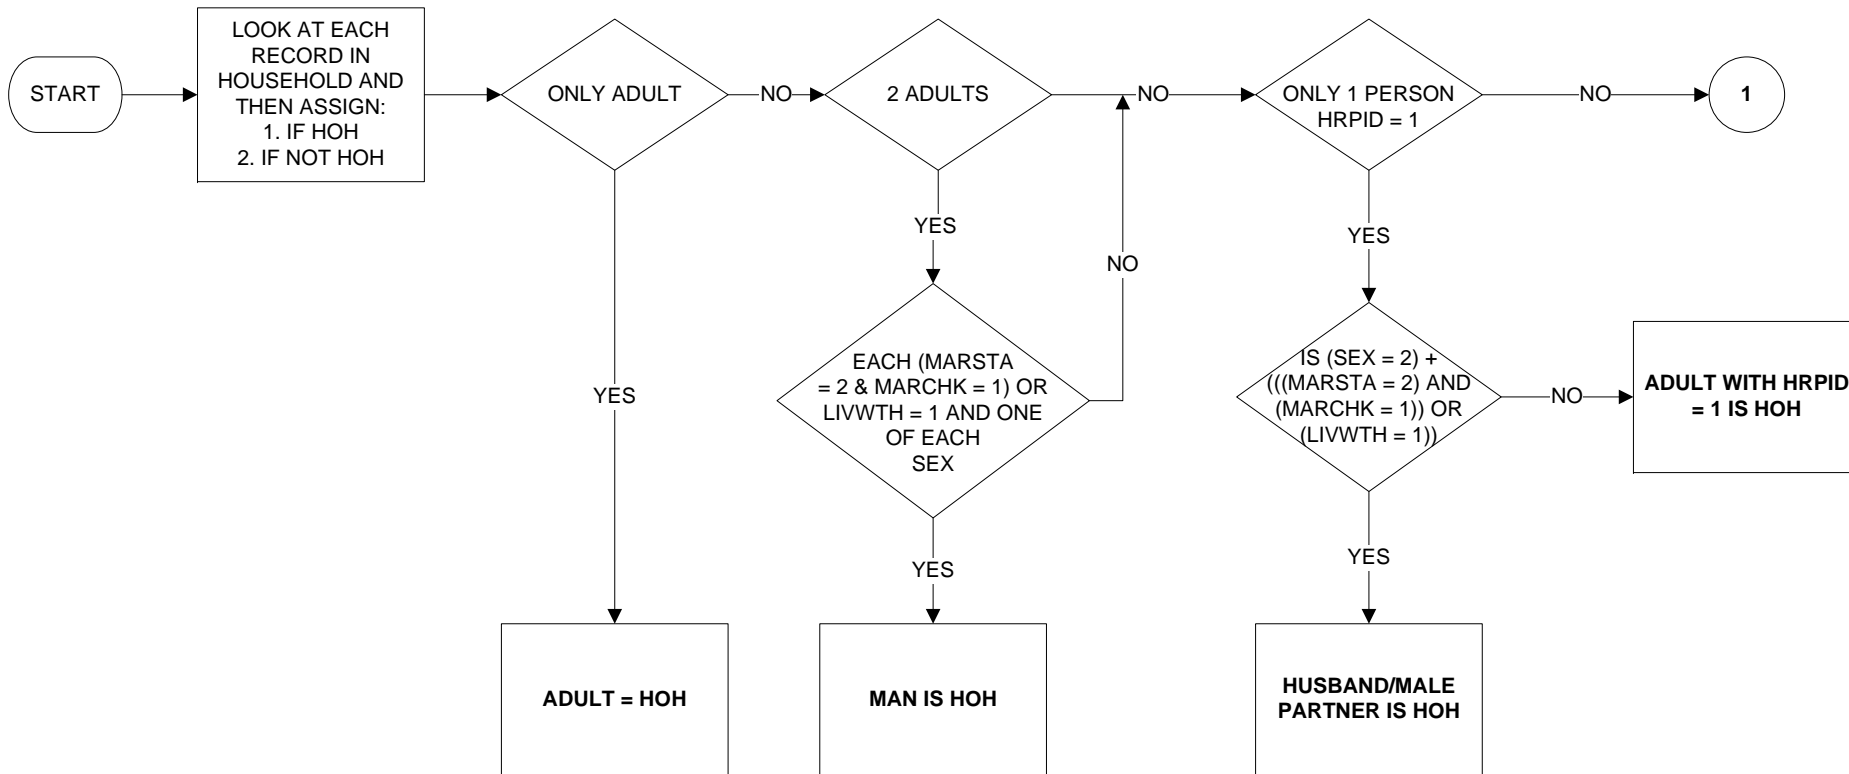 START
LOOK AT EACH
RECORD IN
HOUSEHOLD AND
THEN ASSIGN:
1. IF HOH
2. IF NOT HOH
ONLY ADULT
NO
2 ADULTS
NO
ONLY 1 PERSON
HRPID = 1
NO
1
YES
YES
NO
YES
EACH (MARSTA
= 2 & MARCHK = 1) OR
LIVWTH = 1 AND ONE
OF EACH
SEX
IS (SEX = 2) +
(((MARSTA = 2) AND
(MARCHK = 1)) OR
(LIVWTH = 1))
NO
ADULT WITH HRPID
= 1 IS HOH
YES
YES
ADULT = HOH
MAN IS HOH
HUSBAND/MALE
PARTNER IS HOH